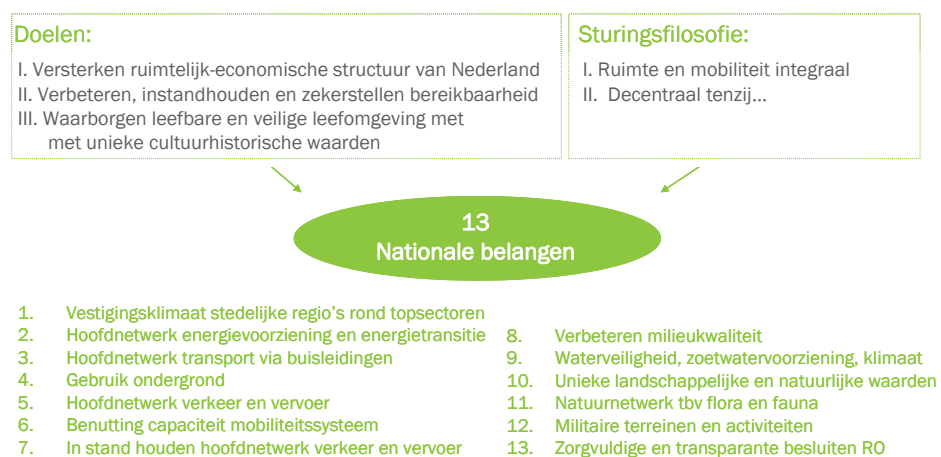 Doelen:
I. Versterken ruimtelijk-economische structuur van Nederland
II. Verbeteren, instandhouden en zekerstellen bereikbaarheid
III. Waarborgen leefbare en veilige leefomgeving met
met unieke cultuurhistorische waarden
Sturingsfilosofie:
I. Ruimte en mobiliteit integraal
II. Decentraal tenzij...
13
Nationale belangen
1. Vestigingsklimaat stedelijke regio's rond topsectoren
2. Hoofdnetwerk energievoorziening en energietransitie
3. Hoofdnetwerk transport via buisleidingen
4. Gebruik ondergrond
5. Hoofdnetwerk verkeer en vervoer
6. Benutting capaciteit mobiliteitssysteem
7. In stand houden hoofdnetwerk verkeer en vervoer
8. Verbeteren milieukwaliteit
9. Waterveiligheid, zoetwatervoorziening, klimaat
10. Unieke landschappelijke en natuurlijke waarden
11. Natuurnetwerk tbv flora en fauna
12. Militaire terreinen en activiteiten
13. Zorgvuldige en transparante besluiten RO